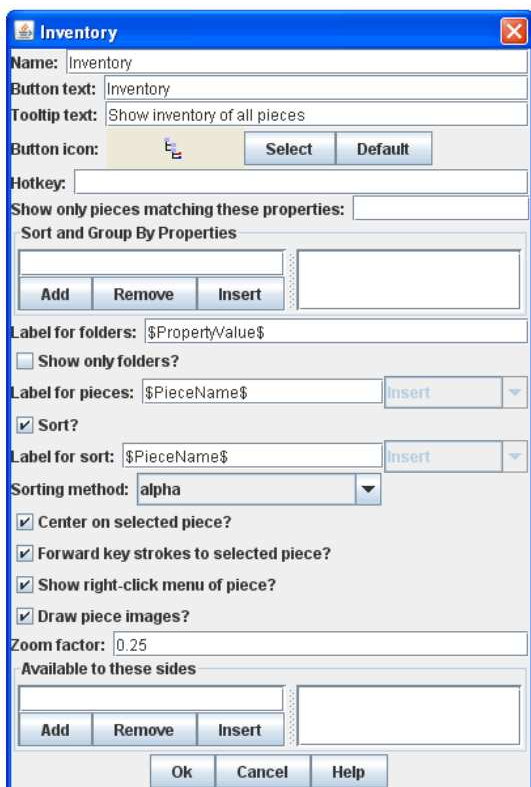 Inventory
Name: Inventory
Button text: Inventory
Tooltip text: Show inventory of all pieces
Button icon: Select Default
Hotkey:
Show only pieces matching these properties:
Sort and Group By Properties
Add Remove Insert
Label for folders: $PropertyValue$
Show only folders?
Label for pieces: $PieceName$ Insert
Sort?
Label for sort: $PieceName$ Insert
Sorting method: alpha
Center on selected piece?
Forward key strokes to selected piece?
Show right-click menu of piece?
Draw piece images?
Zoom factor: 0.25
Available to these sides
Add Remove Insert
Ok Cancel Help